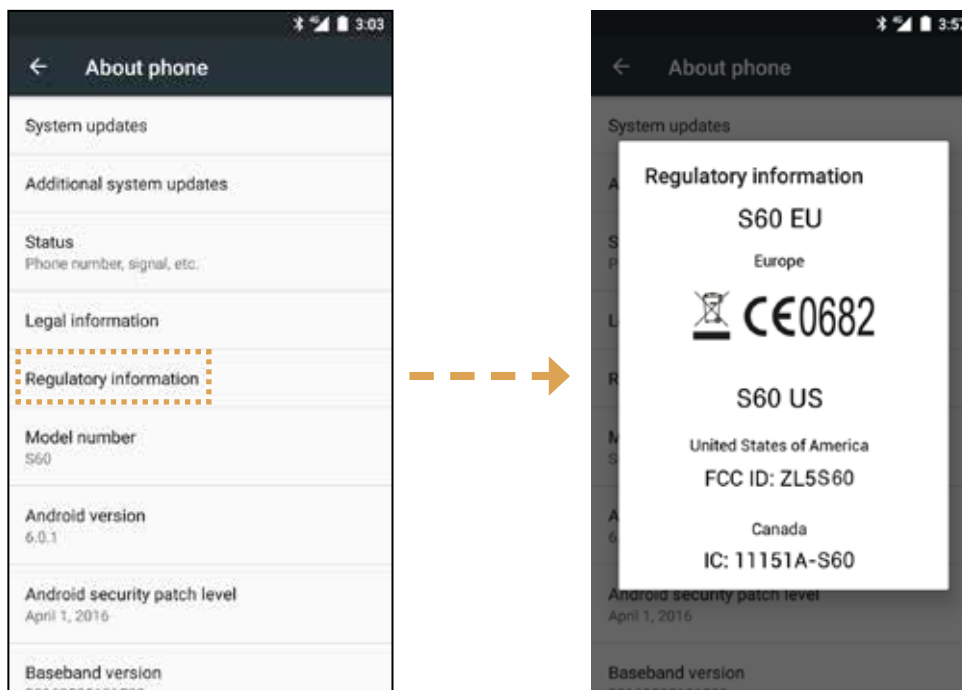 3:03
About phone
System updates
Additional system updates
Status
Phone number, signal, etc.
Legal information
Regulatory information
Model number
S60
Android version
6.0.1
Android security patch level
April 1, 2016
Baseband version
3:57
About phone
System updates
Regulatory information
S60 EU
Europe
CE0682
S60 US
United States of America
FCC ID: ZL5S60
Canada
IC: 11151A-S60
Android security patch level
April 1, 2016
Baseband version